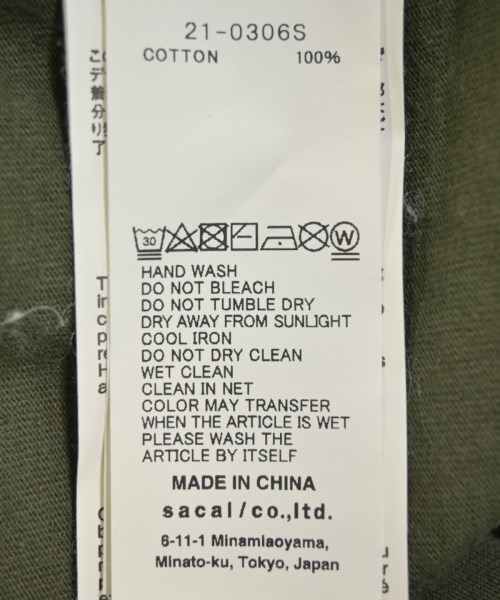 21-0306S
COTTON 100%
30 W
HAND WASH
DO NOT BLEACH
DO NOT TUMBLE DRY
DRY AWAY FROM SUNLIGHT
COOL IRON
DO NOT DRY CLEAN
WET CLEAN
CLEAN IN NET
COLOR MAY TRANSFER
WHEN THE ARTICLE IS WET
PLEASE WASH THE
ARTICLE BY ITSELF
MADE IN CHINA
sacai/co.,ltd.
6-11-1 Minamiaoyama,
Minato-ku, Tokyo, Japan